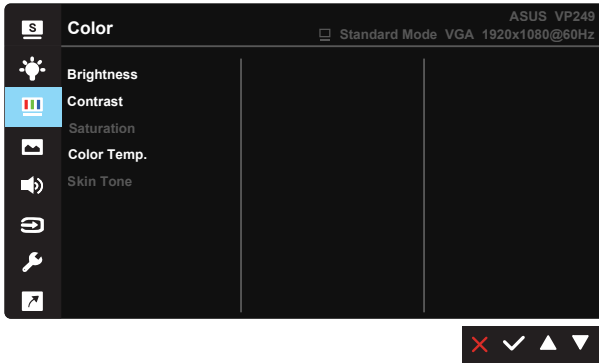 S
Color
ASUS VP249
Standard Mode VGA 1920x1080@60Hz
Brightness
Contrast
Saturation
Color Temp.
Skin Tone